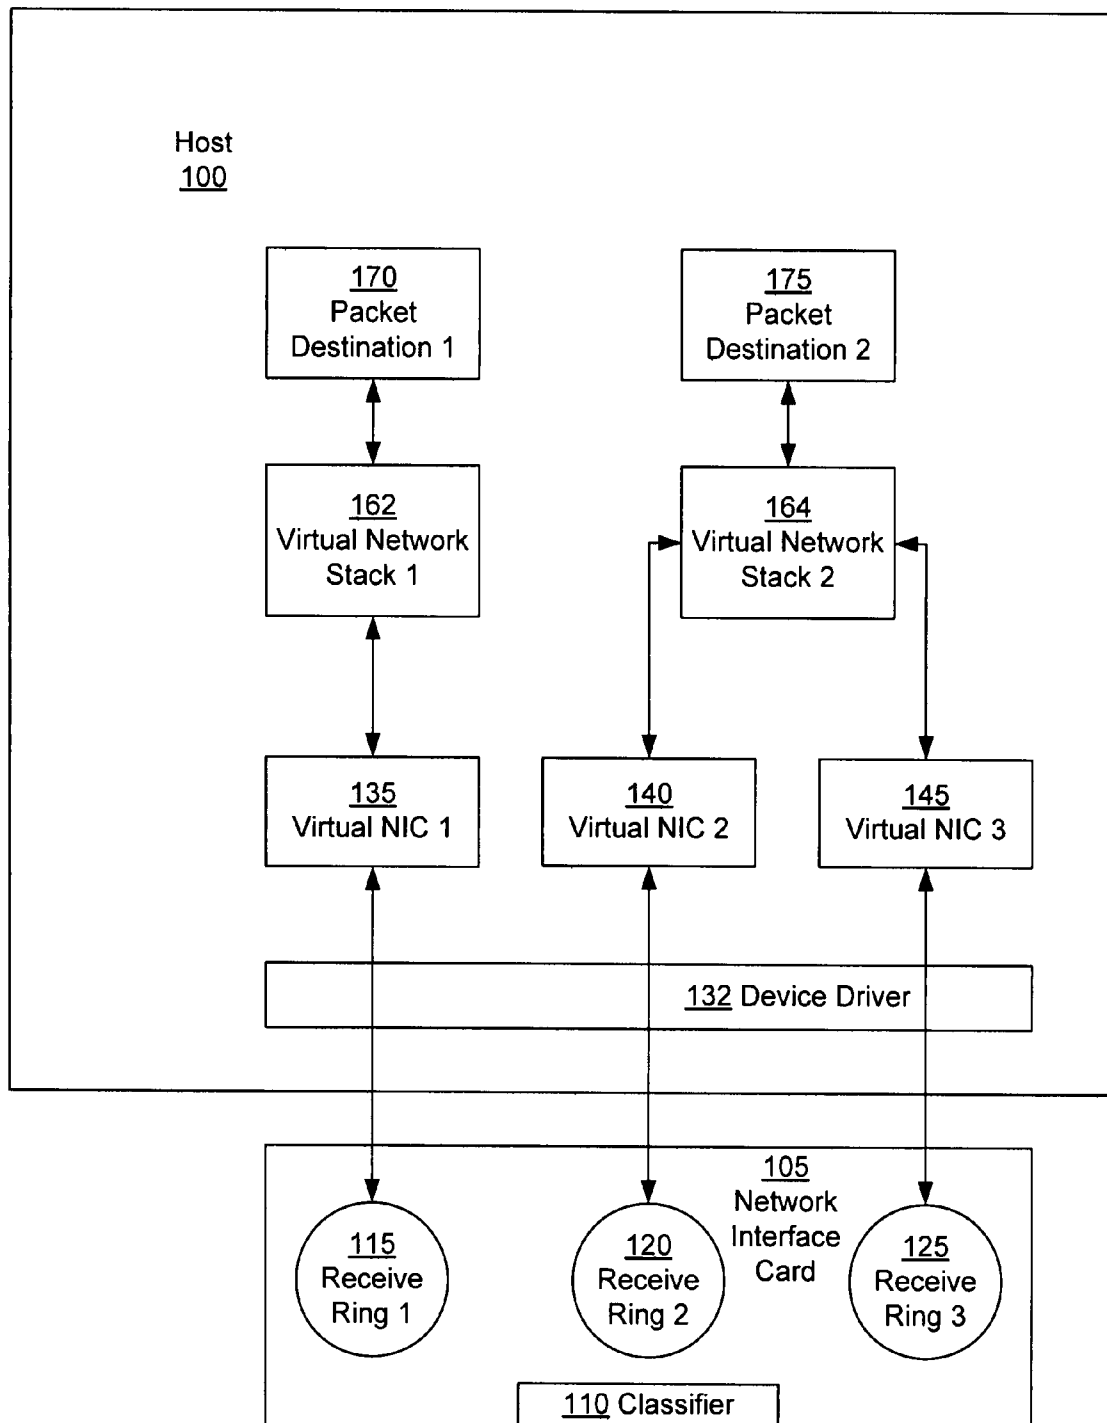 Host
100
170
Packet
Destination 1
175
Packet
Destination 2
162
Virtual Network
Stack 1
164
Virtual Network
Stack 2
135
Virtual NIC 1
140
Virtual NIC 2
145
Virtual NIC 3
132 Device Driver
105
Network
Interface
Card
115
Receive
Ring 1
120
Receive
Ring 2
125
Receive
Ring 3
110 Classifier